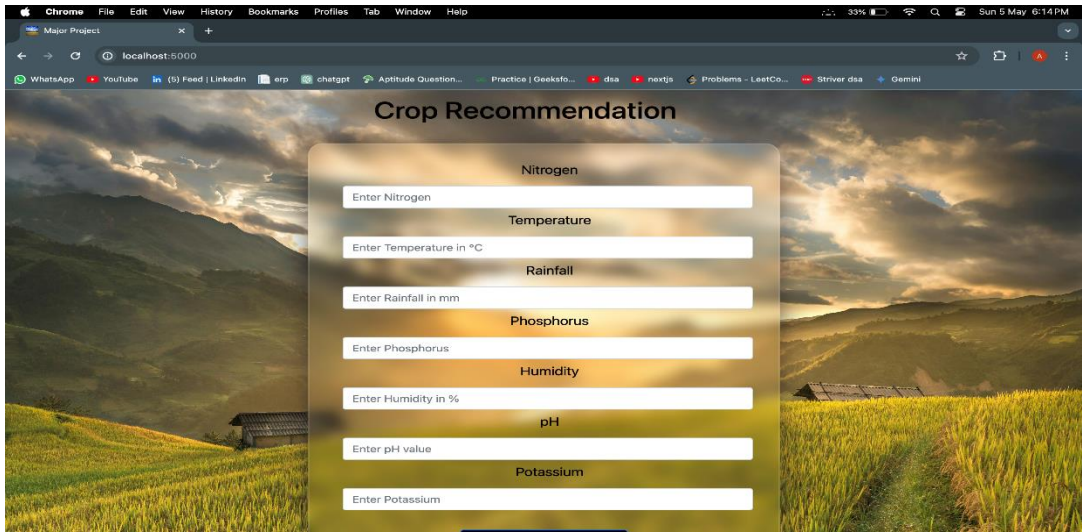 Chrome File Edit View History Bookmarks Profiles Tab Window Help 33% Sun 5 May 6:14 PM
Major Project
localhost:5000
WhatsApp YouTube (5) Feed | LinkedIn erp chatgpt Aptitude Question... Practice | Geeksfo... dsa nextjs Problems - LeetCo... Striver dsa Gemini
Crop Recommendation
Nitrogen
Enter Nitrogen
Temperature
Enter Temperature in °C
Rainfall
Enter Rainfall in mm
Phosphorus
Enter Phosphorus
Humidity
Enter Humidity in %
pH
Enter pH value
Potassium
Enter Potassium